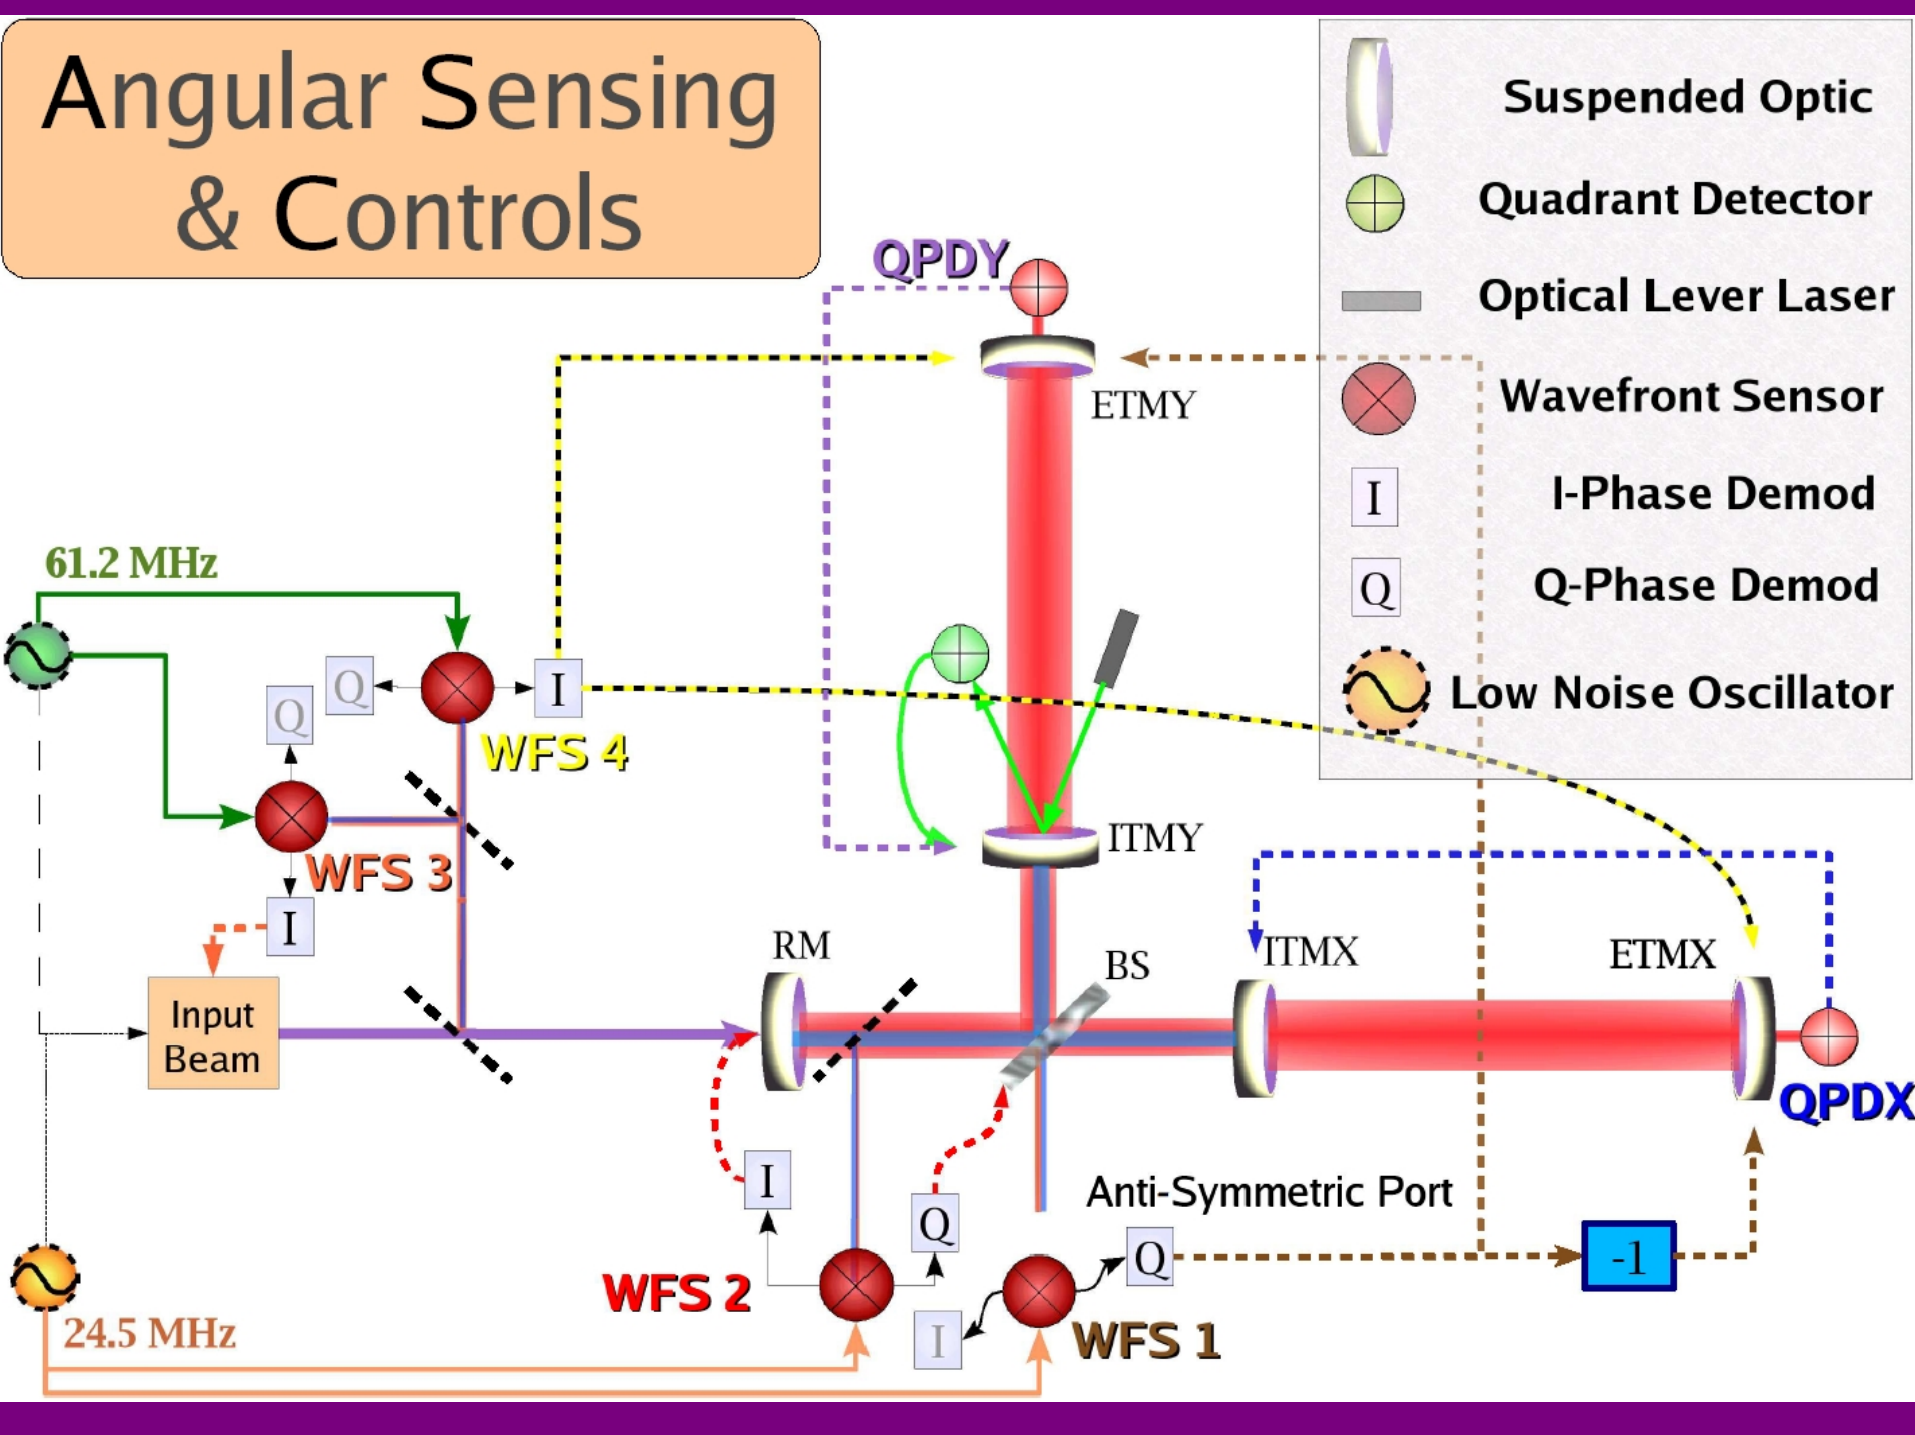 Angular Sensing
& Controls
Suspended Optic
Quadrant Detector
Optical Lever Laser
Wavefront Sensor
I
I-Phase Demod
Q
Q-Phase Demod
Low Noise Oscillator
QPDY
ETMY
61.2 MHz
Q
Q
I
WFS 4
WFS 3
I
ITMY
RM
BS
ITMX
ETMX
Input
Beam
QPDX
I
Q
Anti-Symmetric Port
Q
-1
WFS 2
I
WFS 1
24.5 MHz